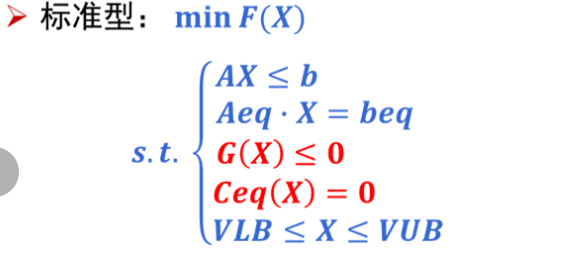 ➢ 标准型： min F(X)
AX ≤ b
Aeq · X = beq
s.t. { G(X) ≤ 0
Ceq(X) = 0
VLB ≤ X ≤ VUB